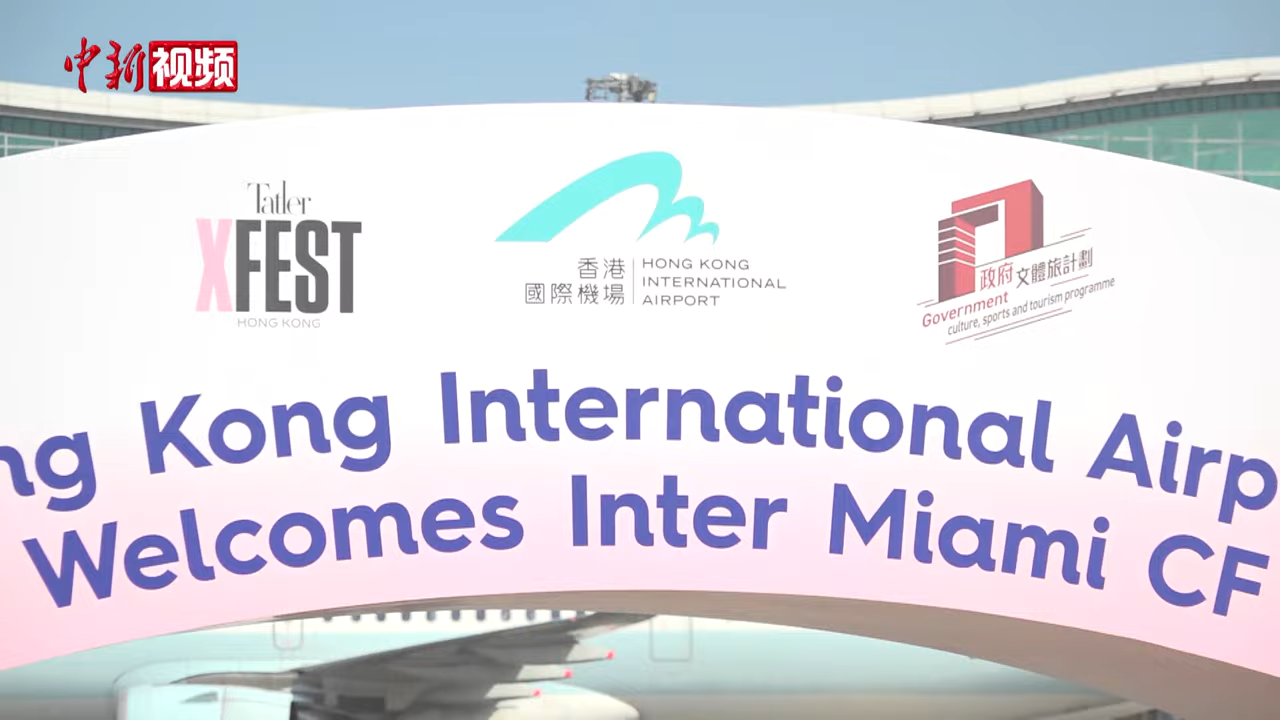 中新视频
Tatler
XFEST
HONG KONG
香港
國際機場
HONG KONG
INTERNATIONAL
AIRPORT
政府文體旅計劃
Government
culture, sports and tourism programme
ng Kong International Airp
Welcomes Inter Miami CF